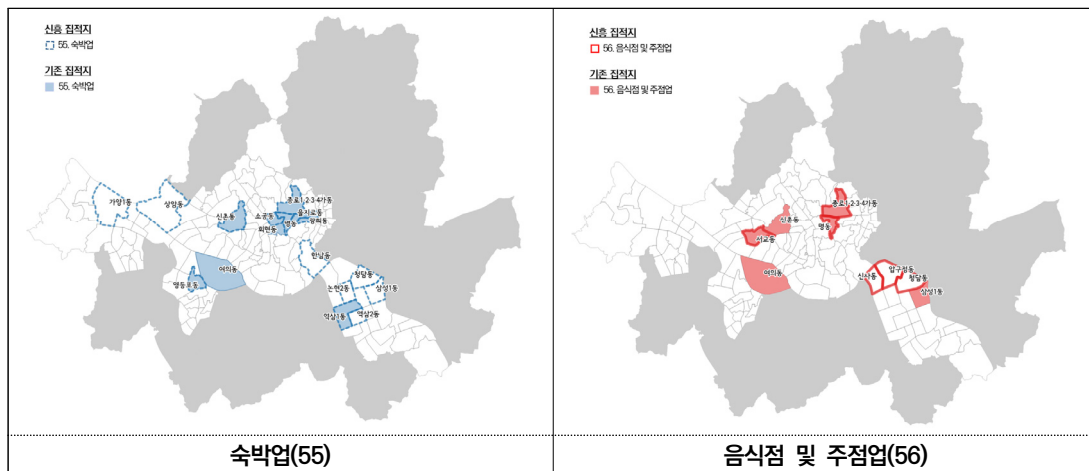 신흥 집적지
55. 숙박업
기존 집적지
55. 숙박업
가양1동
상암동
신촌동
소공동
종로1·2·3·4가동
을지로동
명동
광희동
회현동
한남동
여의동
영등포동
청담동
논현2동
삼성1동
역삼1동
역삼2동
숙박업(55)
신흥 집적지
56. 음식점 및 주점업
기존 집적지
56. 음식점 및 주점업
종로1·2·3·4가동
신촌동
명동
서교동
여의동
신사동
압구정동
청담동
삼성1동
음식점 및 주점업(56)